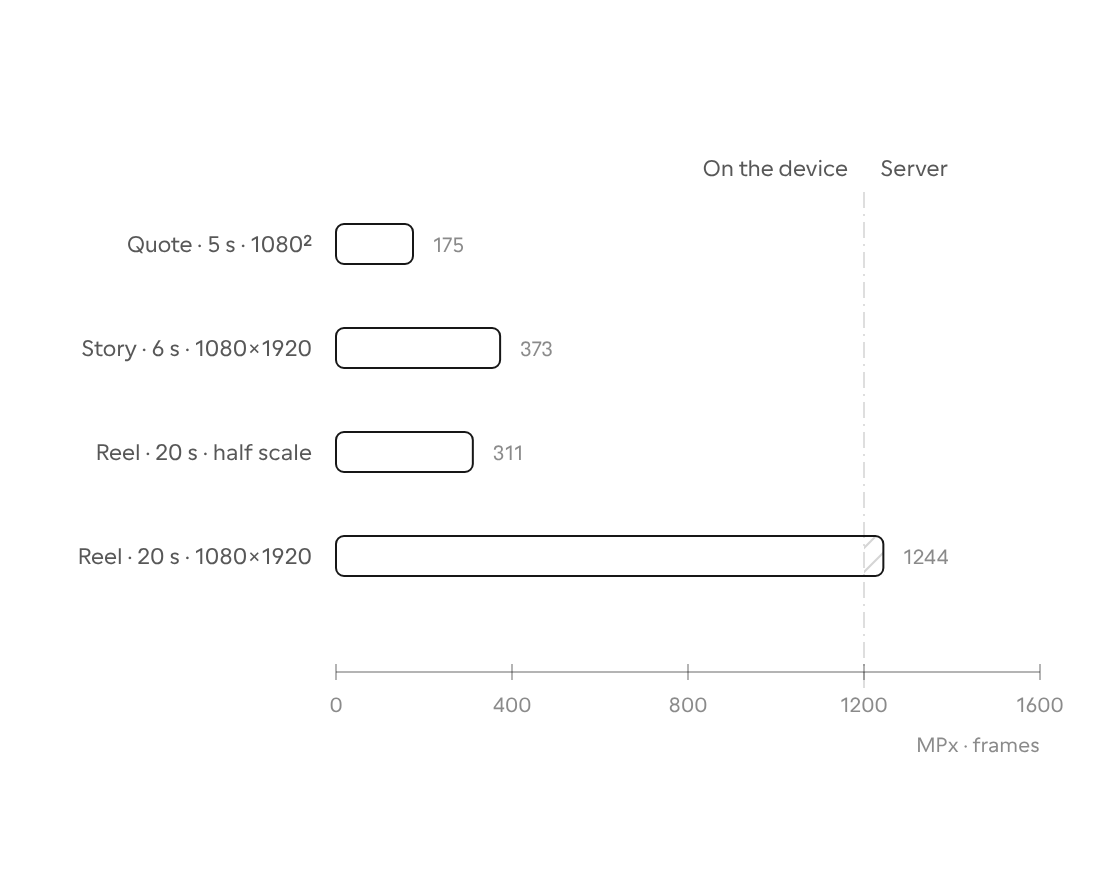 On the device Server
Quote · 5 s · 1080² 175
Story · 6 s · 1080×1920 373
Reel · 20 s · half scale 311
Reel · 20 s · 1080×1920 1244
0 400 800 1200 1600
MPx · frames